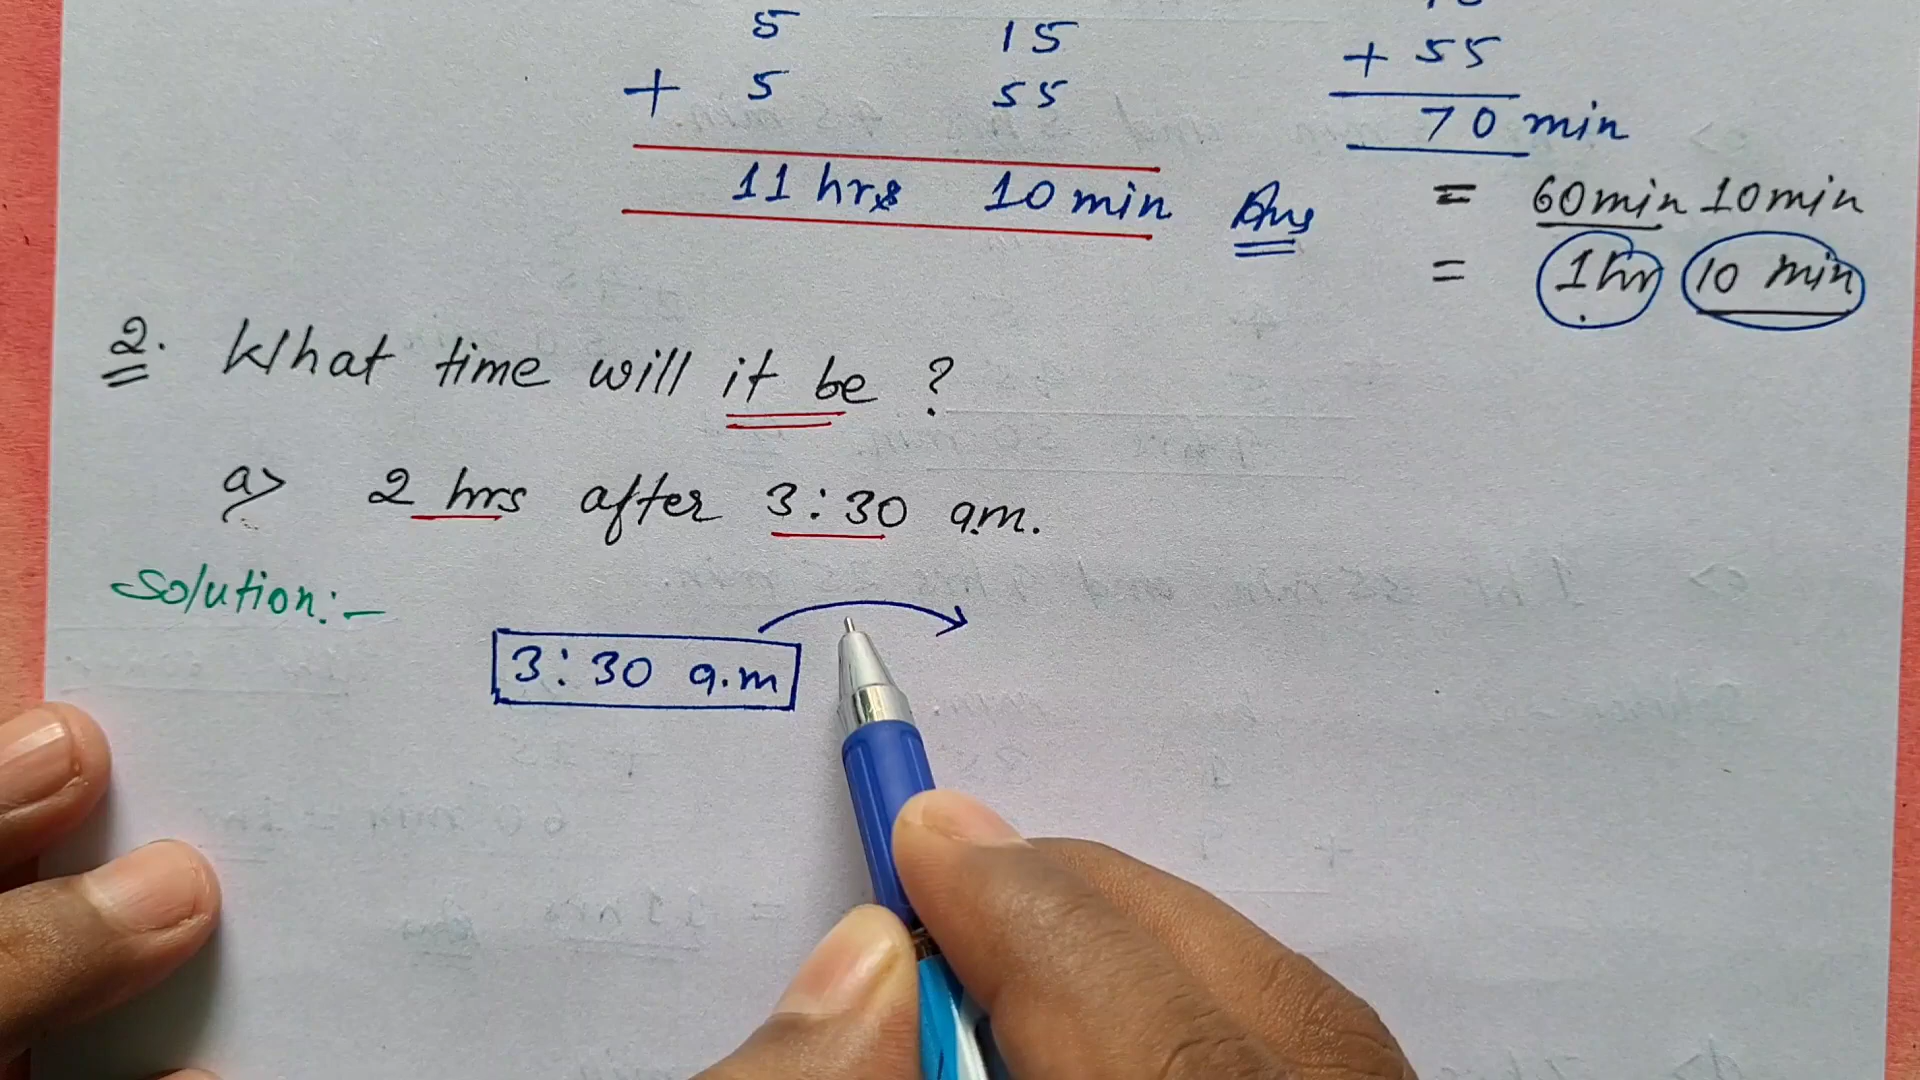 5 15
+ 5 55
11 hrs 10 min Ans
+ 55
70 min
= 60min 10min
= 1hr 10 min
2. What time will it be ?
a> 2 hrs after 3:30 a.m.
Solution:-
3:30 a.m